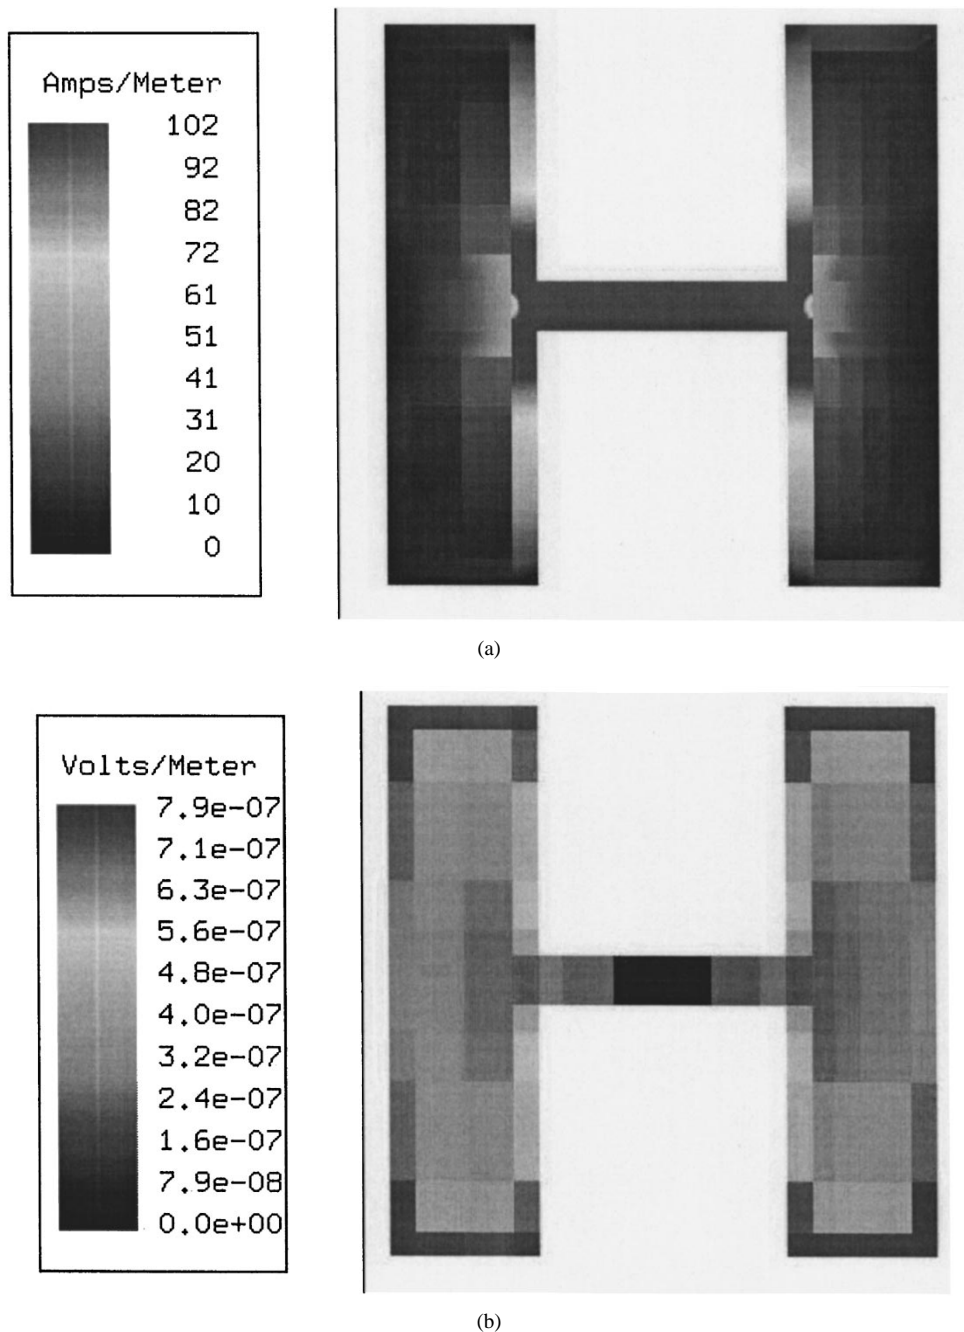 Amps/Meter
102
92
82
72
61
51
41
31
20
10
0
(a)
Volts/Meter
7.9e-07
7.1e-07
6.3e-07
5.6e-07
4.8e-07
4.0e-07
3.2e-07
2.4e-07
1.6e-07
7.9e-08
0.0e+00
(b)